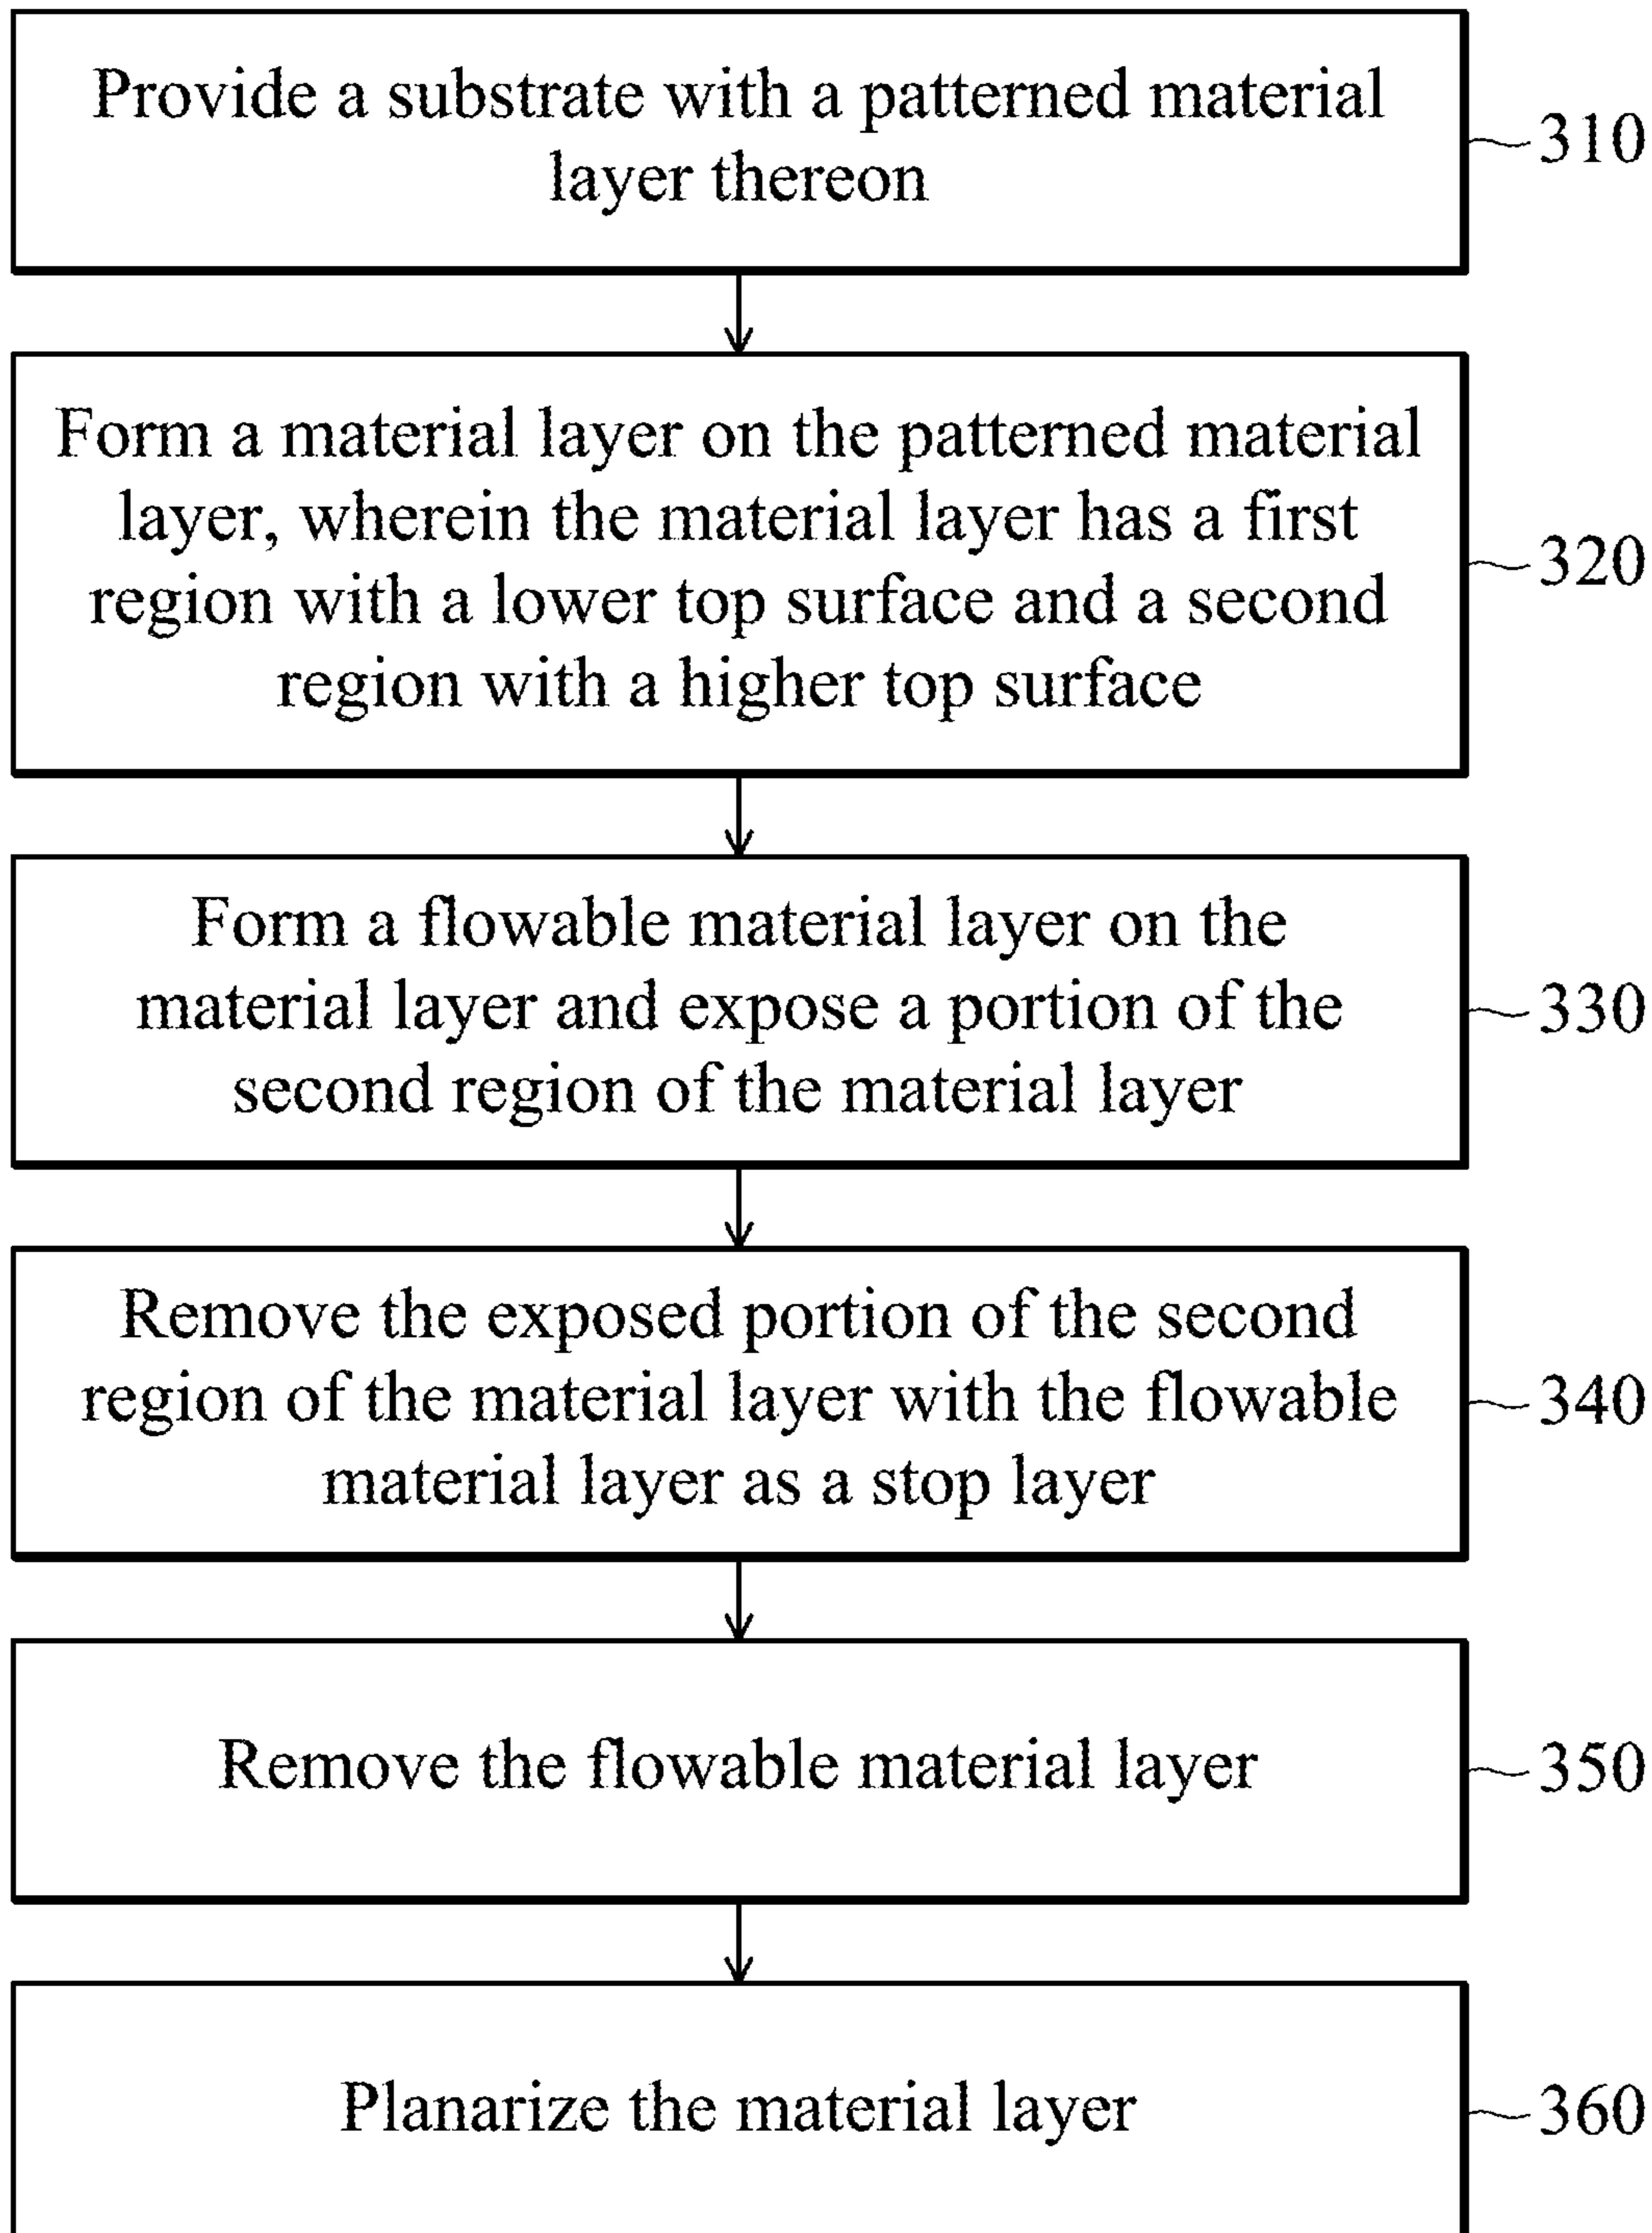 Provide a substrate with a patterned material
layer thereon
310
Form a material layer on the patterned material
layer, wherein the material layer has a first
region with a lower top surface and a second
region with a higher top surface
320
Form a flowable material layer on the
material layer and expose a portion of the
second region of the material layer
330
Remove the exposed portion of the second
region of the material layer with the flowable
material layer as a stop layer
340
Remove the flowable material layer
350
Planarize the material layer
360